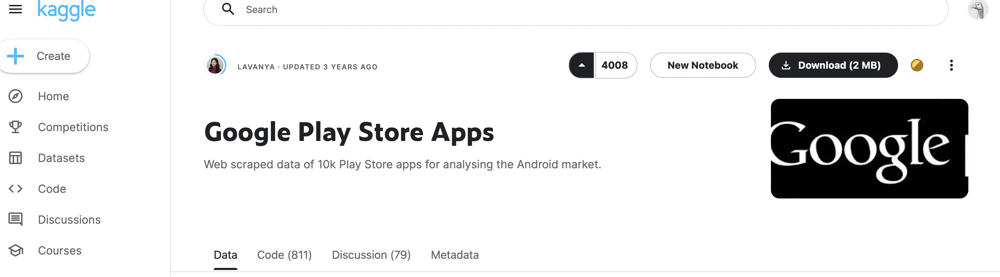 kaggle
Search
Create
LAVANYA · UPDATED 3 YEARS AGO
4008
New Notebook
Download (2 MB)
Home
Competitions
Datasets
Code
Discussions
Courses
Google Play Store Apps
Web scraped data of 10k Play Store apps for analysing the Android market.
Google
Data
Code (811)
Discussion (79)
Metadata